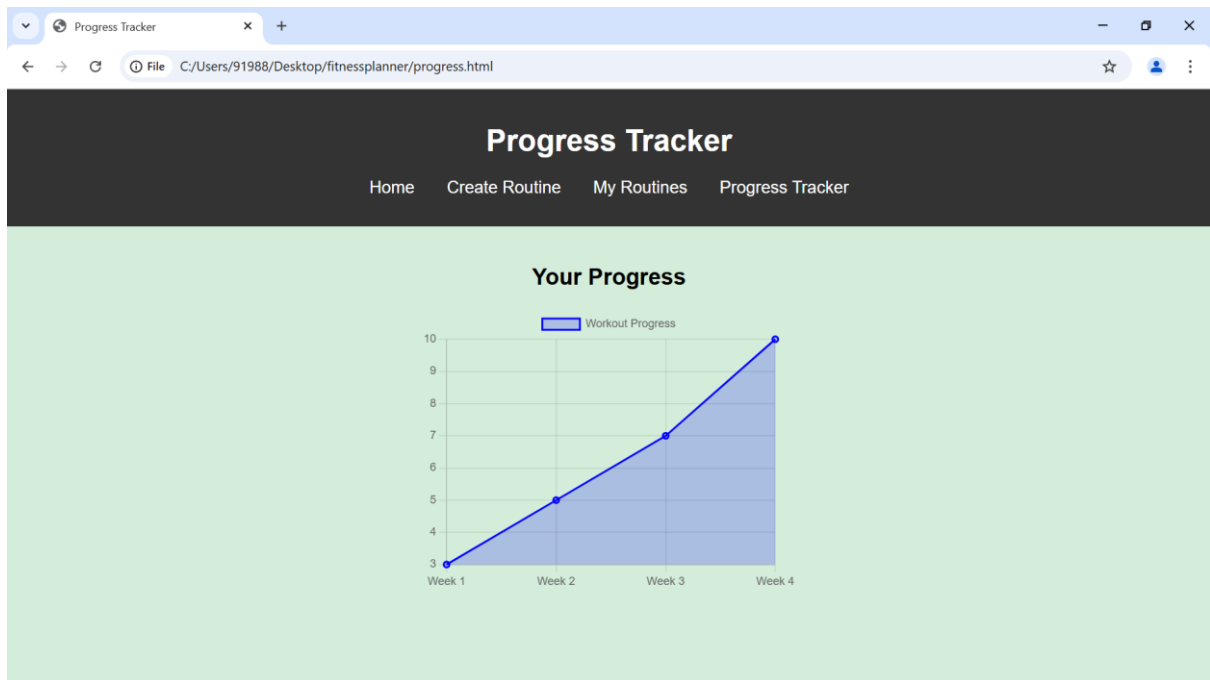 Progress Tracker
File C:/Users/91988/Desktop/fitnessplanner/progress.html
Progress Tracker
Home Create Routine My Routines Progress Tracker
Your Progress
Workout Progress
10
9
8
7
6
5
4
3
Week 1 Week 2 Week 3 Week 4